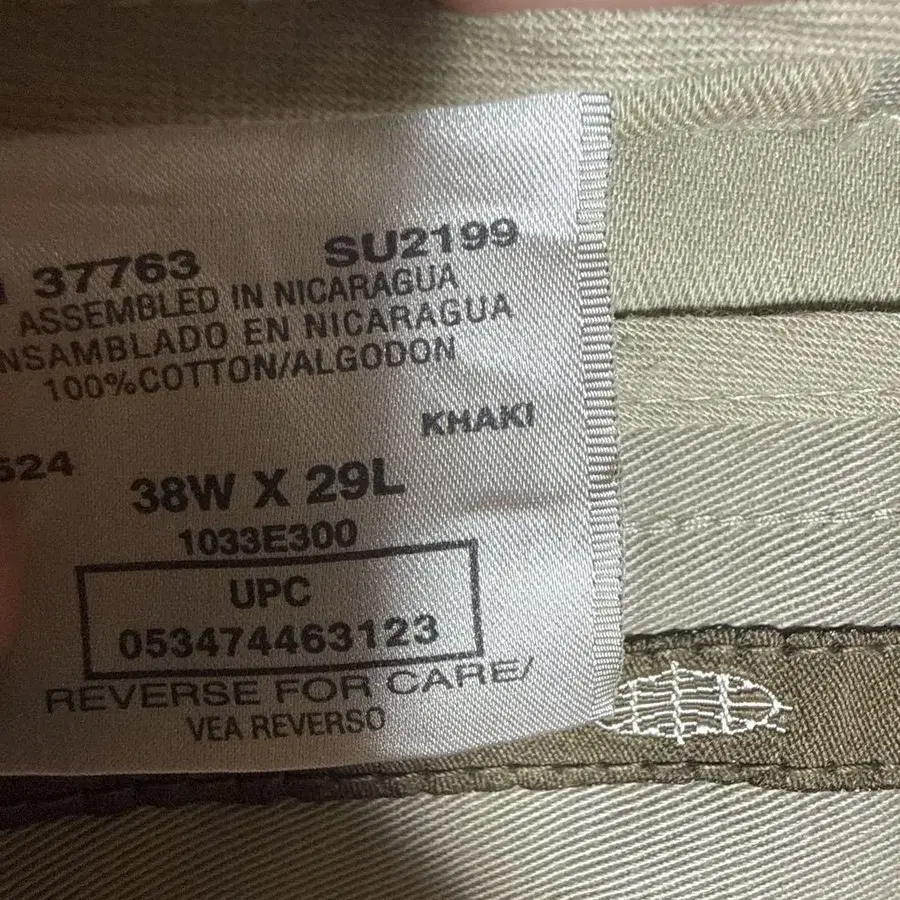 37763 SU2199
ASSEMBLED IN NICARAGUA
NSAMBLADO EN NICARAGUA
100%COTTON/ALGODON
KHAKI
524
38W X 29L
1033E300
UPC
053474463123
REVERSE FOR CARE/
VEA REVERSO